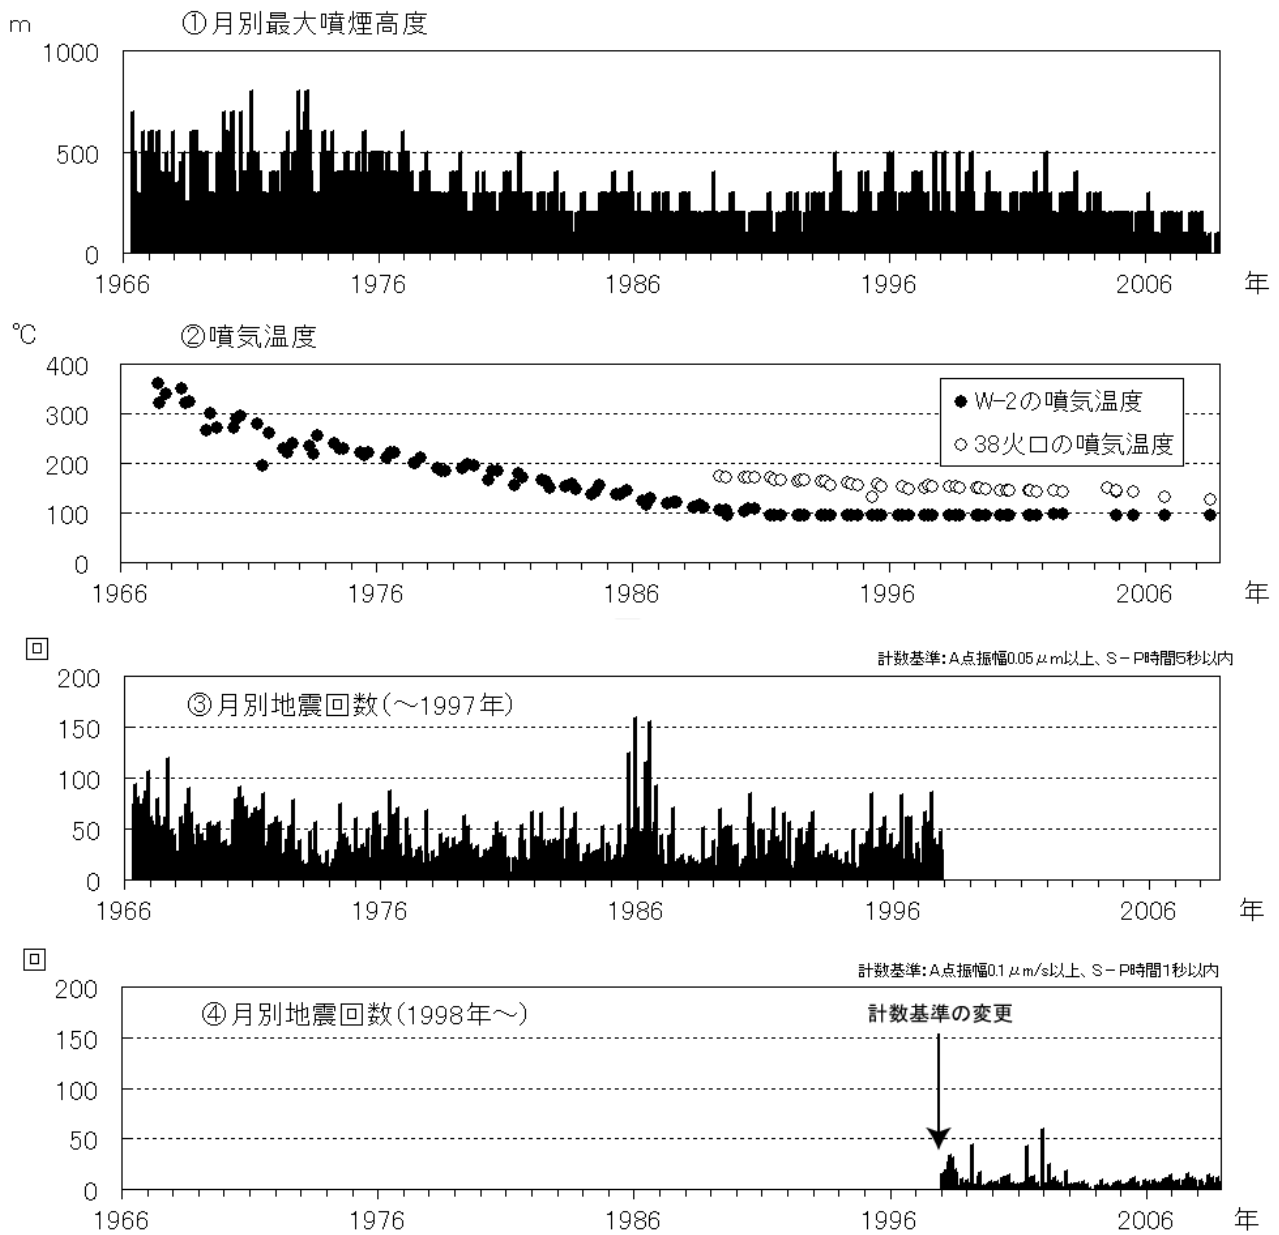 m
①月別最大噴煙高度
1000
500
0
1966 1976 1986 1996 2006 年
℃
②噴気温度
400
300
200
100
0
●W-2の噴気温度
○38火口の噴気温度
1966 1976 1986 1996 2006 年
回
計数基準:A点振幅0.05μm以上、S-P時間5秒以内
③月別地震回数(～1997年)
200
150
100
50
0
1966 1976 1986 1996 2006 年
回
計数基準:A点振幅0.1μm/s以上、S-P時間1秒以内
④月別地震回数(1998年～)
計数基準の変更
200
150
100
50
0
1966 1976 1986 1996 2006 年